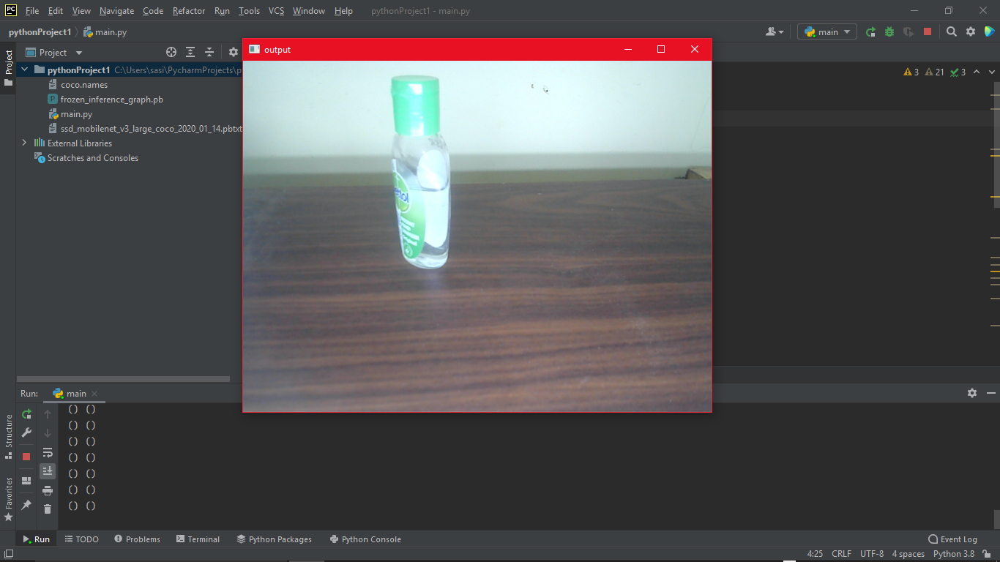 PC File Edit View Navigate Code Refactor Run Tools VCS Window Help pythonProject1 - main.py
pythonProject1 main.py
main
Project
output
pythonProject1 C:\Users\sasi\PycharmProjects\
3 21 3
coco.names
frozen_inference_graph.pb
main.py
ssd_mobilenet_v3_large_coco_2020_01_14.pbtxt
External Libraries
Scratches and Consoles
Project
Structure
Favorites
Run: main
() ()
() ()
() ()
() ()
() ()
() ()
() ()
Run TODO Problems Terminal Python Packages Python Console Event Log
4:25 CRLF UTF-8 4 spaces Python 3.8